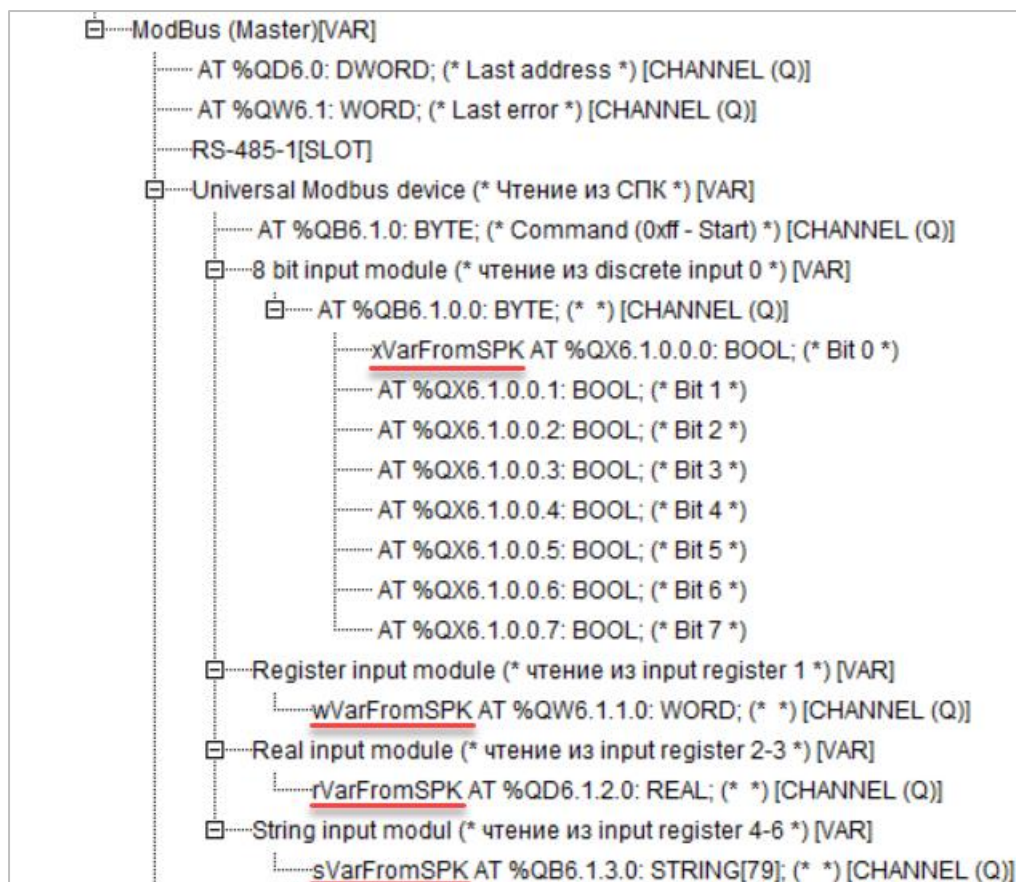 ModBus (Master)[VAR]
AT %QD6.0: DWORD; (* Last address *) [CHANNEL (Q)]
AT %QW6.1: WORD; (* Last error *) [CHANNEL (Q)]
RS-485-1[SLOT]
Universal Modbus device (* Чтение из СПК *) [VAR]
AT %QB6.1.0: BYTE; (* Command (0xff - Start) *) [CHANNEL (Q)]
8 bit input module (* чтение из discrete input 0 *) [VAR]
AT %QB6.1.0.0: BYTE; (* *) [CHANNEL (Q)]
xVarFromSPK AT %QX6.1.0.0.0: BOOL; (* Bit 0 *)
AT %QX6.1.0.0.1: BOOL; (* Bit 1 *)
AT %QX6.1.0.0.2: BOOL; (* Bit 2 *)
AT %QX6.1.0.0.3: BOOL; (* Bit 3 *)
AT %QX6.1.0.0.4: BOOL; (* Bit 4 *)
AT %QX6.1.0.0.5: BOOL; (* Bit 5 *)
AT %QX6.1.0.0.6: BOOL; (* Bit 6 *)
AT %QX6.1.0.0.7: BOOL; (* Bit 7 *)
Register input module (* чтение из input register 1 *) [VAR]
wVarFromSPK AT %QW6.1.1.0: WORD; (* *) [CHANNEL (Q)]
Real input module (* чтение из input register 2-3 *) [VAR]
rVarFromSPK AT %QD6.1.2.0: REAL; (* *) [CHANNEL (Q)]
String input modul (* чтение из input register 4-6 *) [VAR]
sVarFromSPK AT %QB6.1.3.0: STRING[79]; (* *) [CHANNEL (Q)]